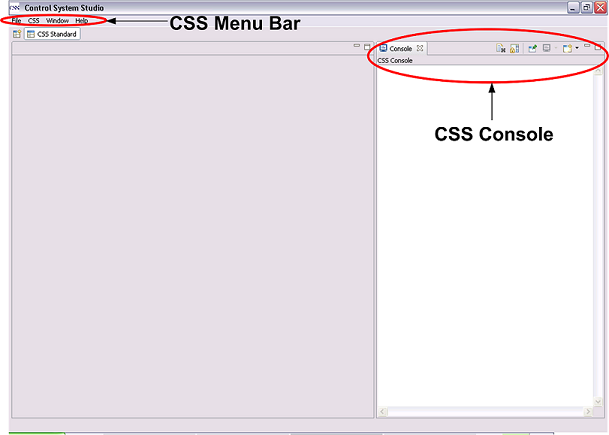 Control System Studio
File CSS Window Help
CSS Menu Bar
CSS Standard
Console
CSS Console
CSS Console